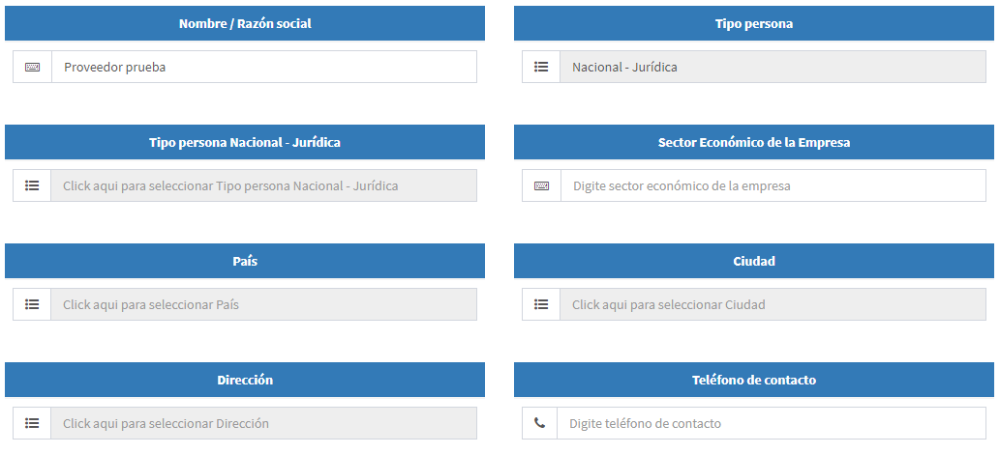 Nombre / Razón social
Tipo persona
Proveedor prueba
Nacional - Jurídica
Tipo persona Nacional - Jurídica
Sector Económico de la Empresa
Click aqui para seleccionar Tipo persona Nacional - Jurídica
Digite sector económico de la empresa
País
Ciudad
Click aqui para seleccionar País
Click aqui para seleccionar Ciudad
Dirección
Teléfono de contacto
Click aqui para seleccionar Dirección
Digite teléfono de contacto